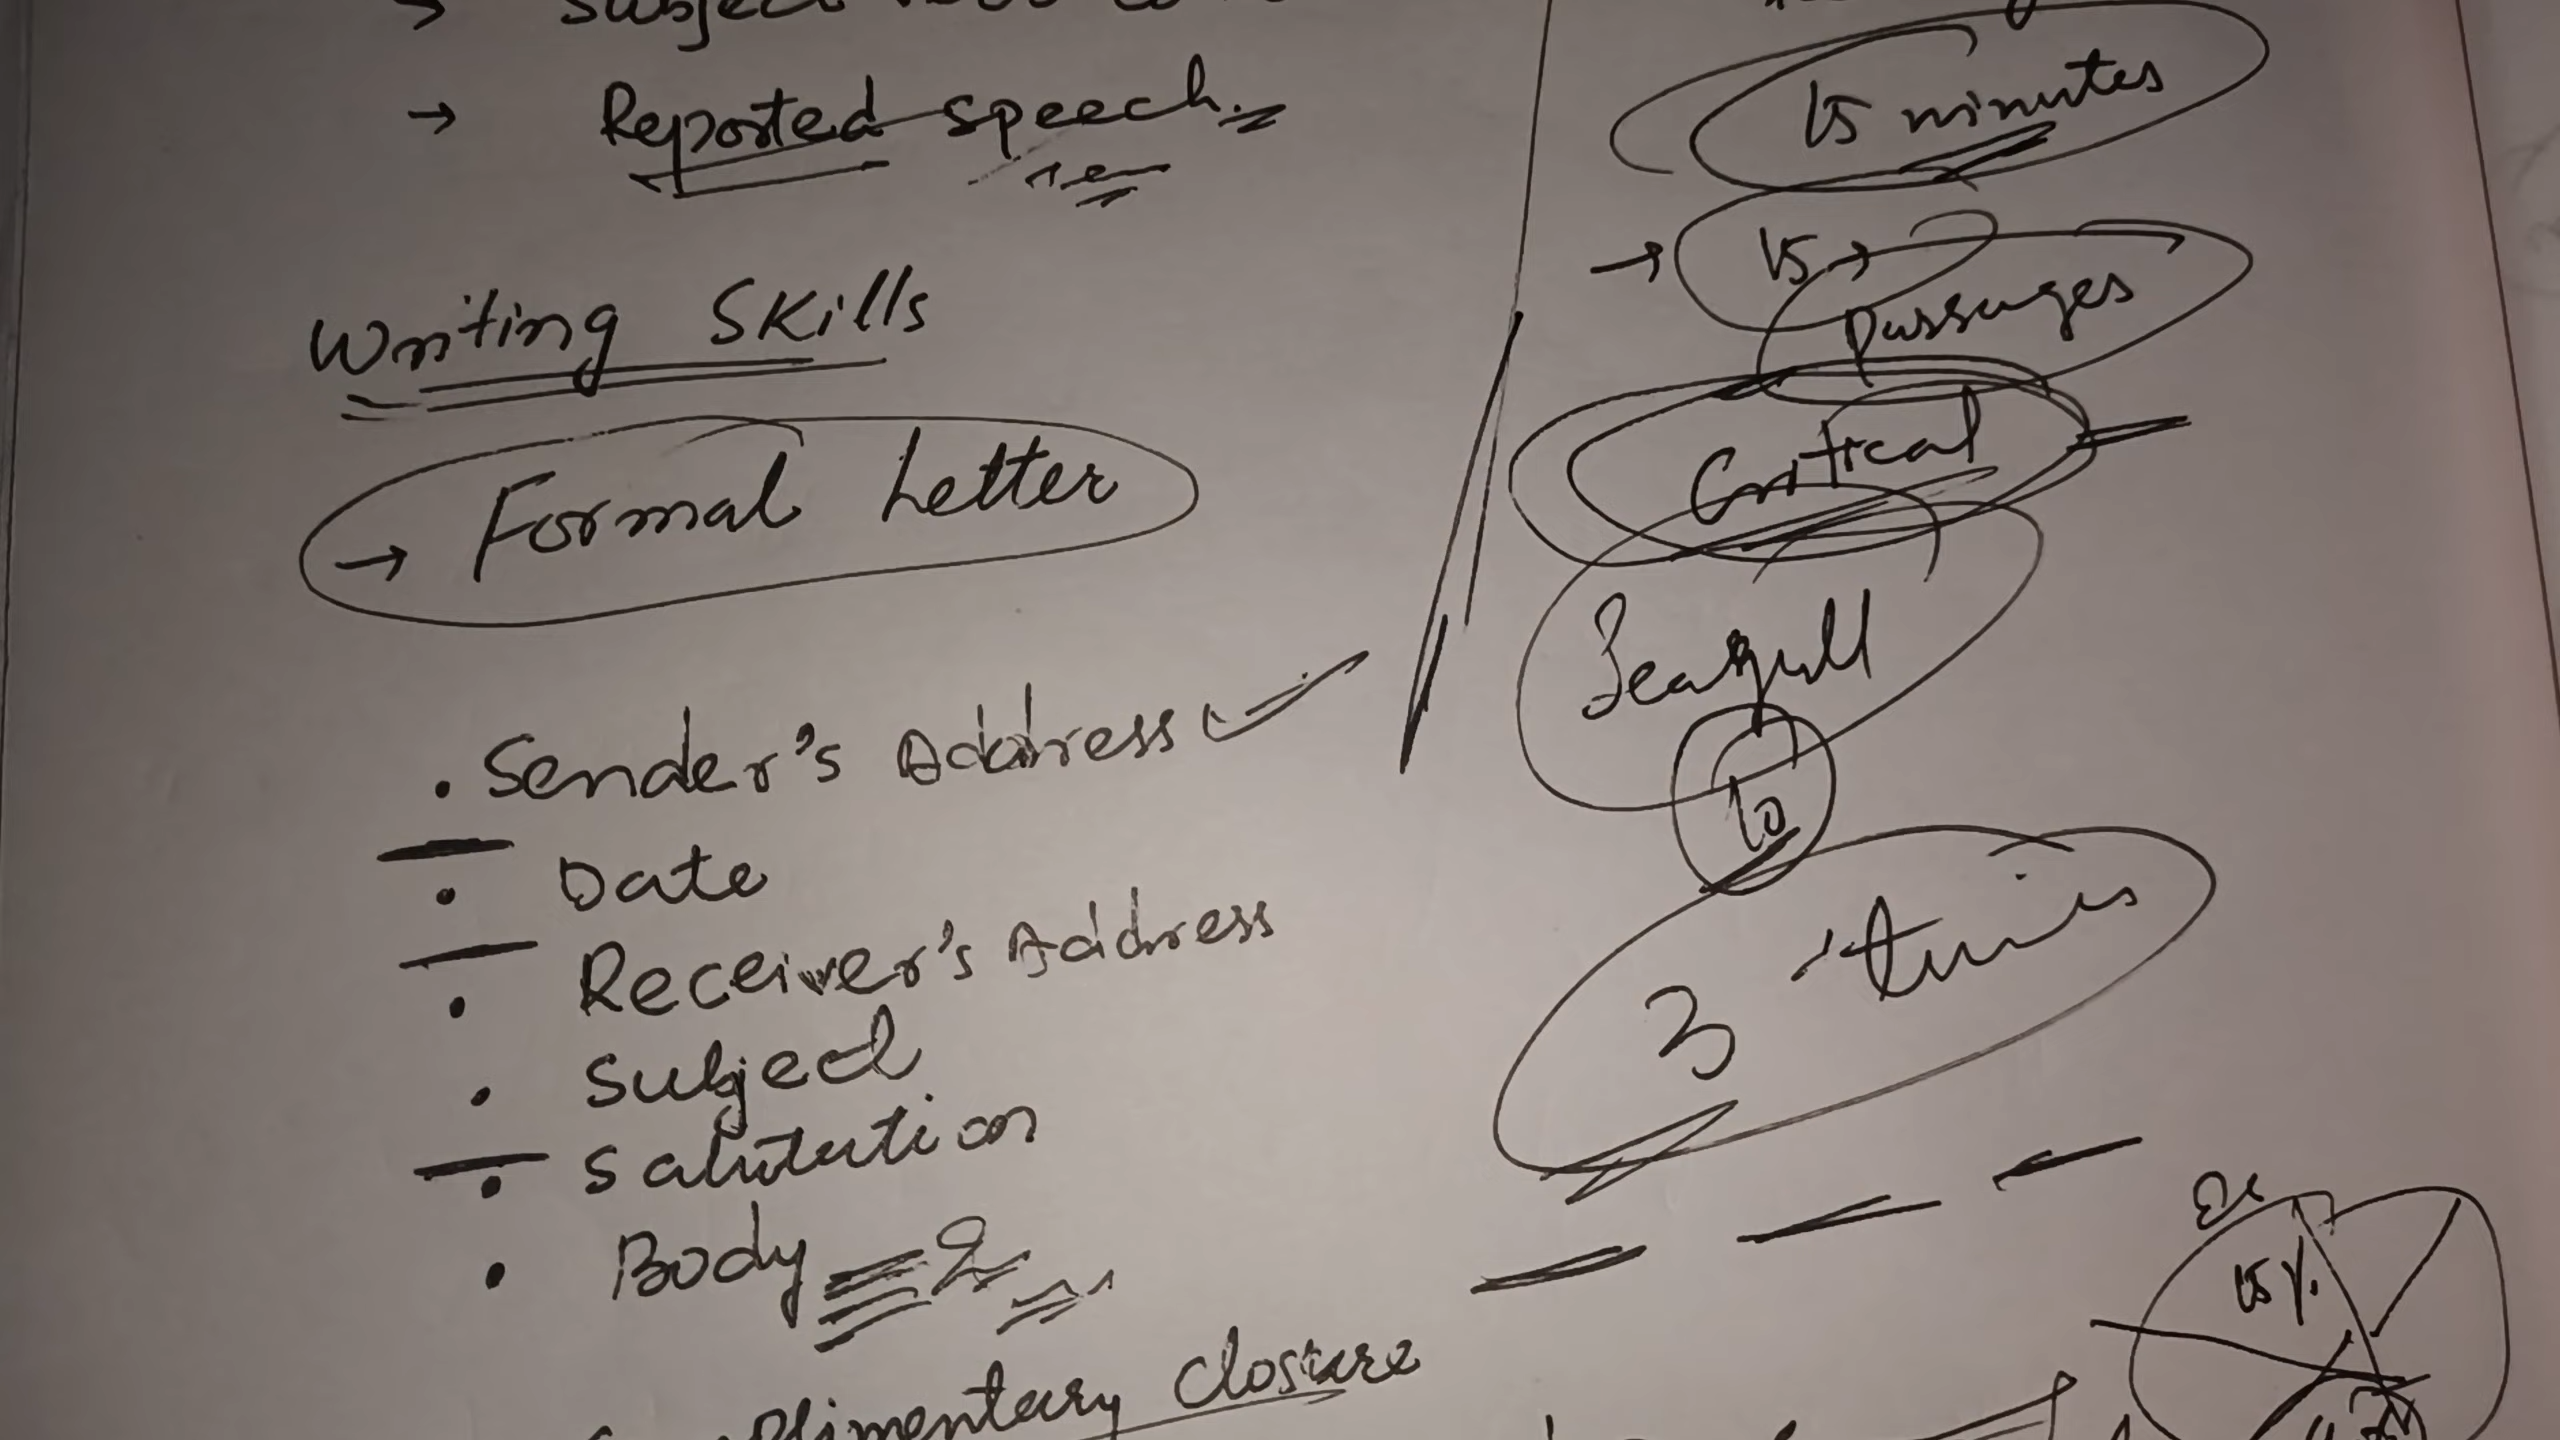 → Subject
→ Reported speech.
Writing Skills
→ Formal Letter
• Sender's Address ✓
• Date
• Receiver's Address
• Subject
• Salutation
• Body
Complimentary closure
15 minutes
→ 15 →
passages
Critical
Seagull
10
3 times
15%